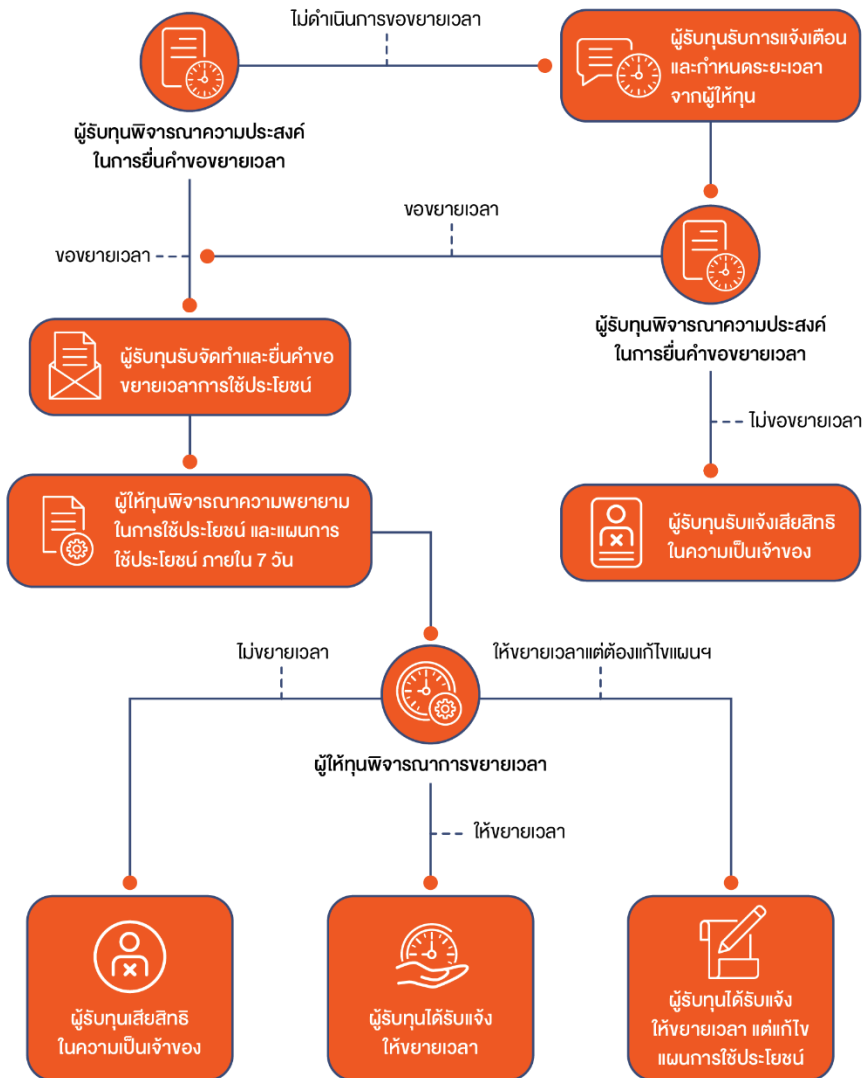 ไม่ดำเนินการขอขยายเวลา
ผู้รับทุนรับการแจ้งเตือน
และกำหนดระยะเวลา
จากผู้ให้ทุน
ผู้รับทุนพิจารณาความประสงค์
ในการยื่นคำขอขยายเวลา
ขอขยายเวลา
ขอขยายเวลา
ผู้รับทุนพิจารณาความประสงค์
ในการยื่นคำขอขยายเวลา
ผู้รับทุนรับจัดทำและยื่นคำขอ
ขยายเวลาการใช้ประโยชน์
ไม่ขอขยายเวลา
ผู้ให้ทุนพิจารณาความพยายาม
ในการใช้ประโยชน์ และแผนการ
ใช้ประโยชน์ ภายใน 7 วัน
ผู้รับทุนรับแจ้งเสียสิทธิ
ในความเป็นเจ้าของ
ไม่ขยายเวลา
ให้ขยายเวลาแต่ต้องแก้ไขแผนฯ
ผู้ให้ทุนพิจารณาการขยายเวลา
ให้ขยายเวลา
ผู้รับทุนเสียสิทธิ
ในความเป็นเจ้าของ
ผู้รับทุนได้รับแจ้ง
ให้ขยายเวลา
ผู้รับทุนได้รับแจ้ง
ให้ขยายเวลา แต่แก้ไข
แผนการใช้ประโยชน์